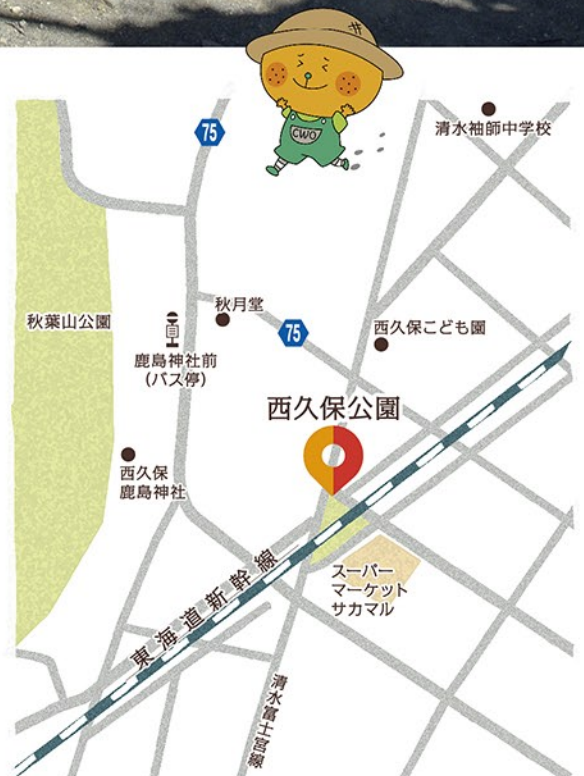 CWO
75
清水袖師中学校
秋葉山公園
秋月堂
75
鹿島神社前
(バス停)
西久保こども園
西久保公園
西久保
鹿島神社
スーパー
マーケット
サカマル
東海道新幹線
清水富士宮線